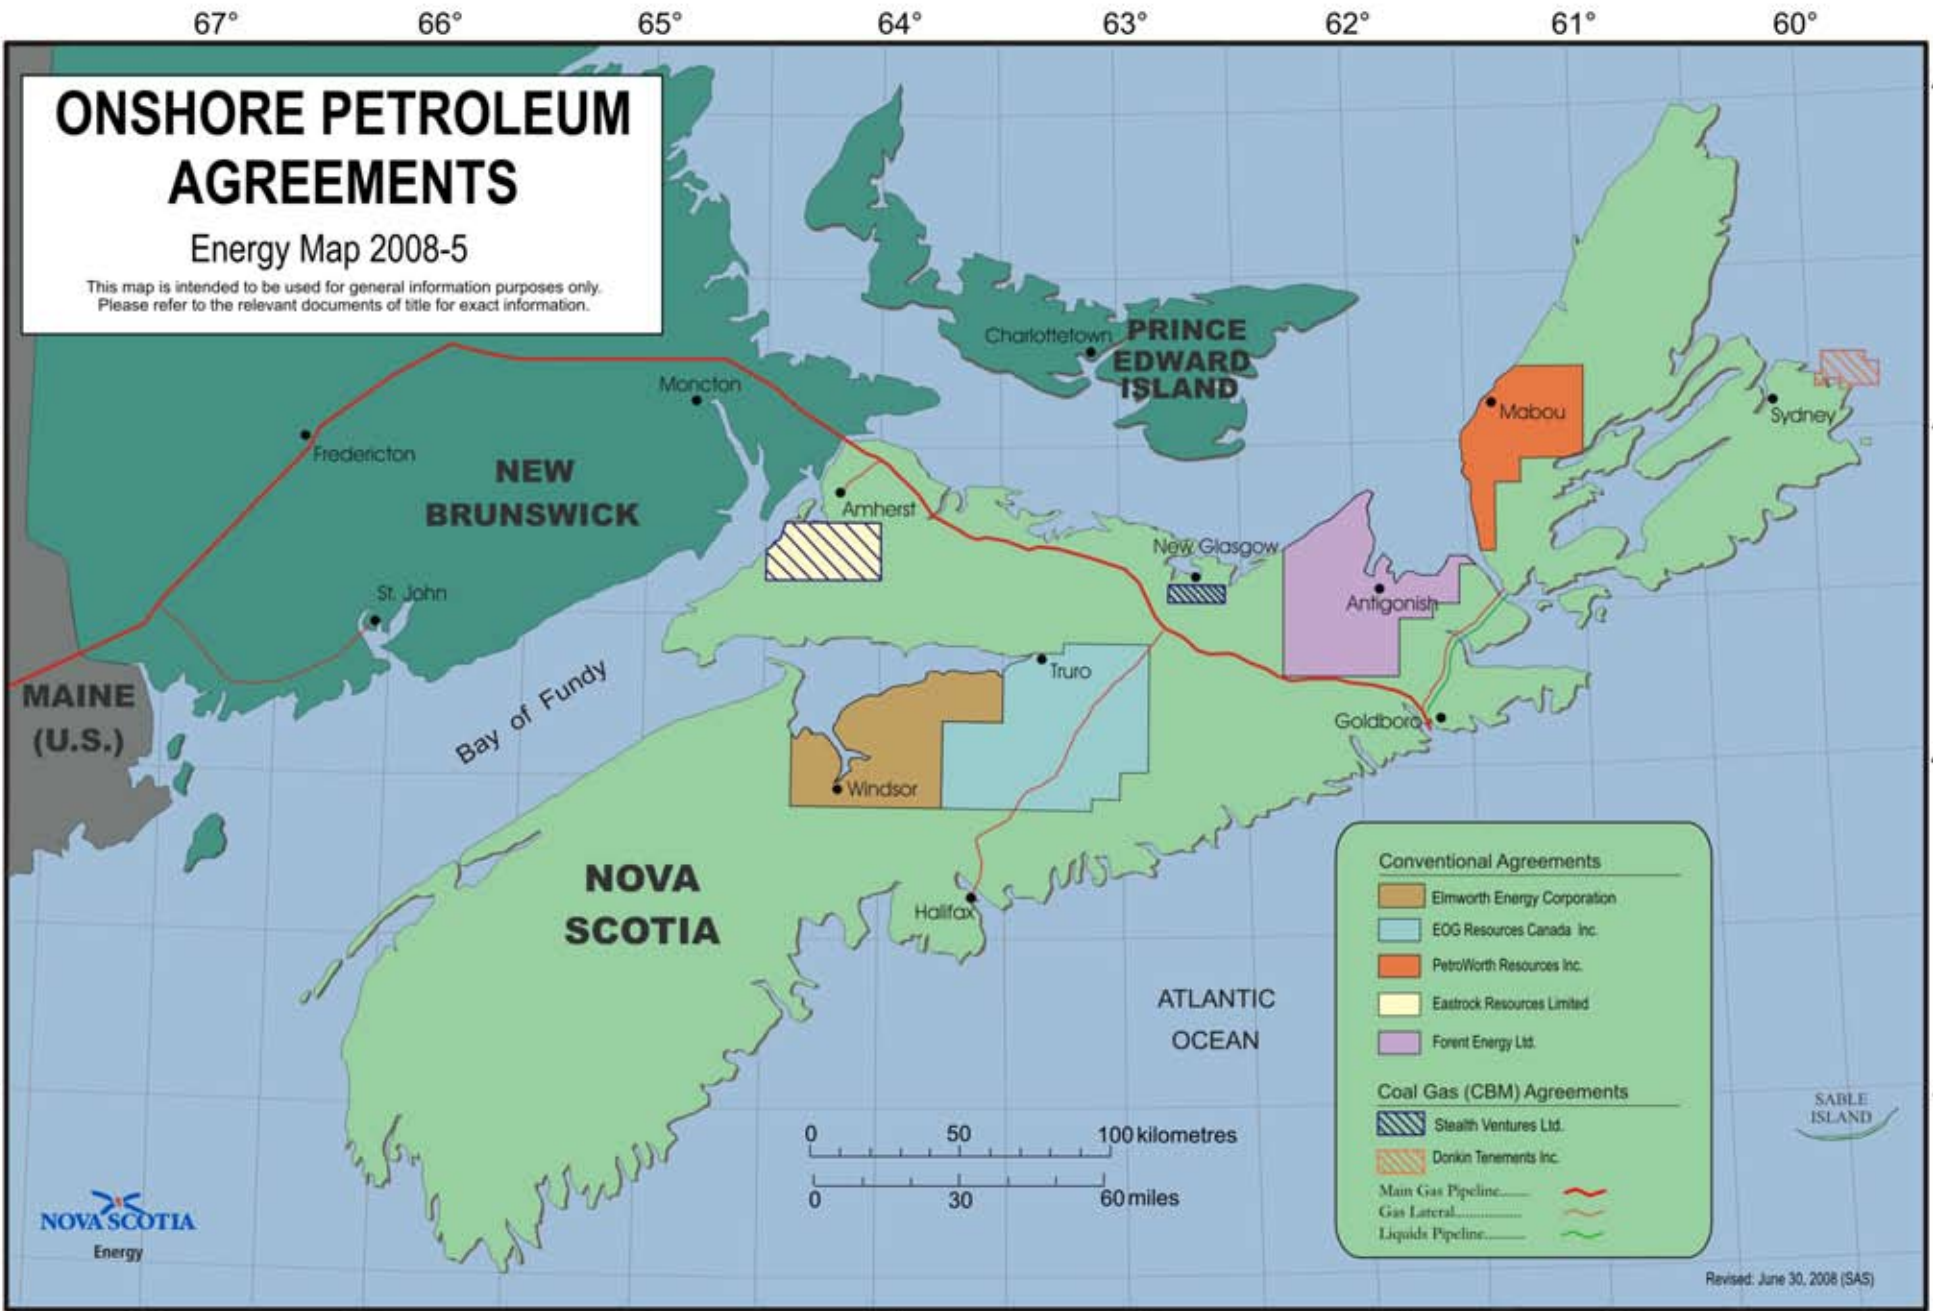 67° 66° 65° 64° 63° 62° 61° 60°
ONSHORE PETROLEUM
AGREEMENTS
Energy Map 2008-5
This map is intended to be used for general information purposes only.
Please refer to the relevant documents of title for exact information.
Charlottetown
PRINCE
EDWARD
ISLAND
Moncton
Mabou
Sydney
Fredericton
NEW
BRUNSWICK
Amherst
New Glasgow
St. John
Antigonish
Bay of Fundy
Truro
MAINE
(U.S.)
Goldboro
Windsor
NOVA
SCOTIA
Halifax
ATLANTIC
OCEAN
Conventional Agreements
Elmworth Energy Corporation
EOG Resources Canada Inc.
PetroWorth Resources Inc.
Eastrock Resources Limited
Forent Energy Ltd.
Coal Gas (CBM) Agreements
Stealth Ventures Ltd.
Donkin Tenements Inc.
Main Gas Pipeline.......
Gas Lateral.................
Liquids Pipeline..........
SABLE
ISLAND
0 50 100 kilometres
0 30 60 miles
NOVA SCOTIA
Energy
Revised: June 30, 2008 (SAS)